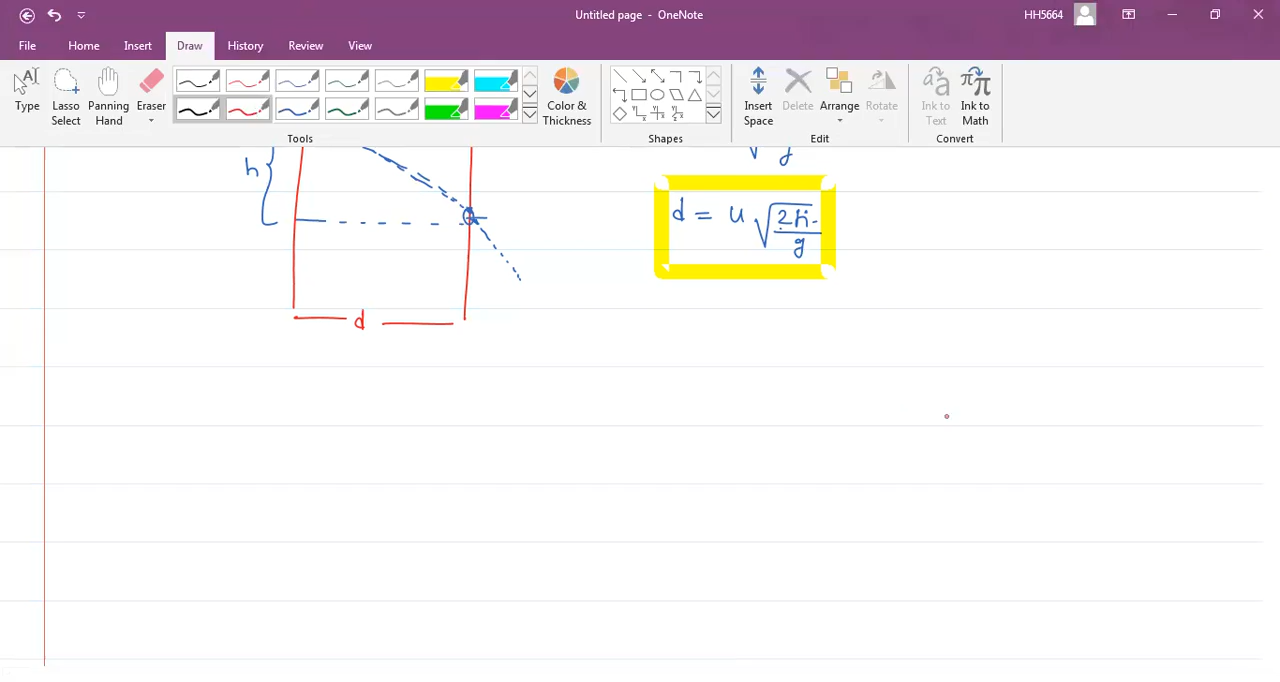 Untitled page - OneNote
HH5664
File Home Insert Draw History Review View
Type
Lasso Select
Panning Hand
Eraser
Color & Thickness
Insert Space
Delete
Arrange
Rotate
Ink to Text
Ink to Math
Tools
Shapes
Edit
Convert
h
√g
d = u √(2h/g)
d